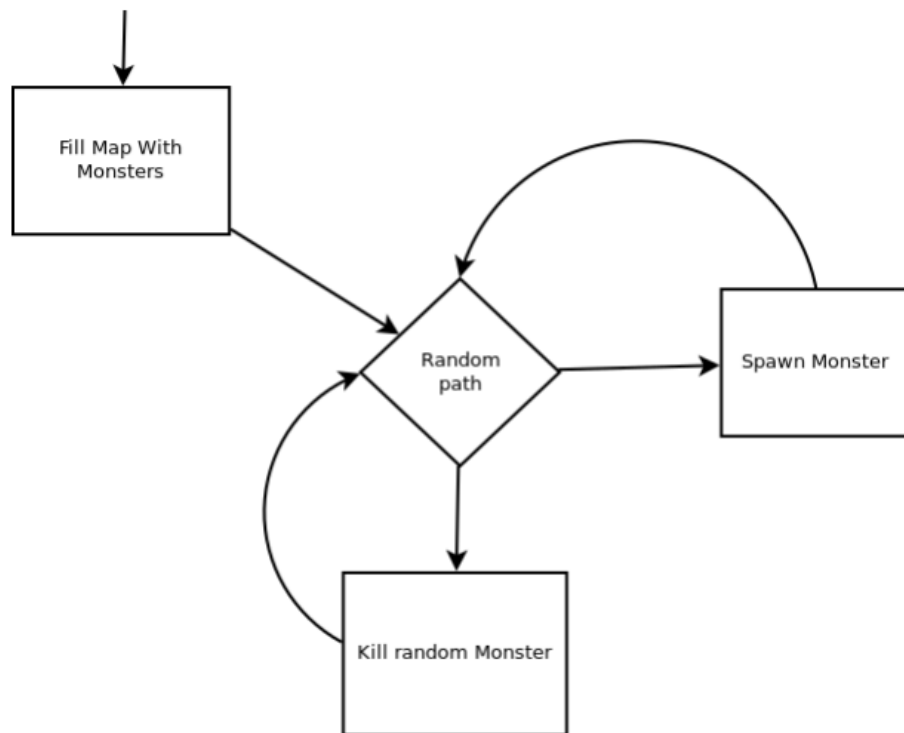 Fill Map With
Monsters
Random
path
Spawn Monster
Kill random Monster